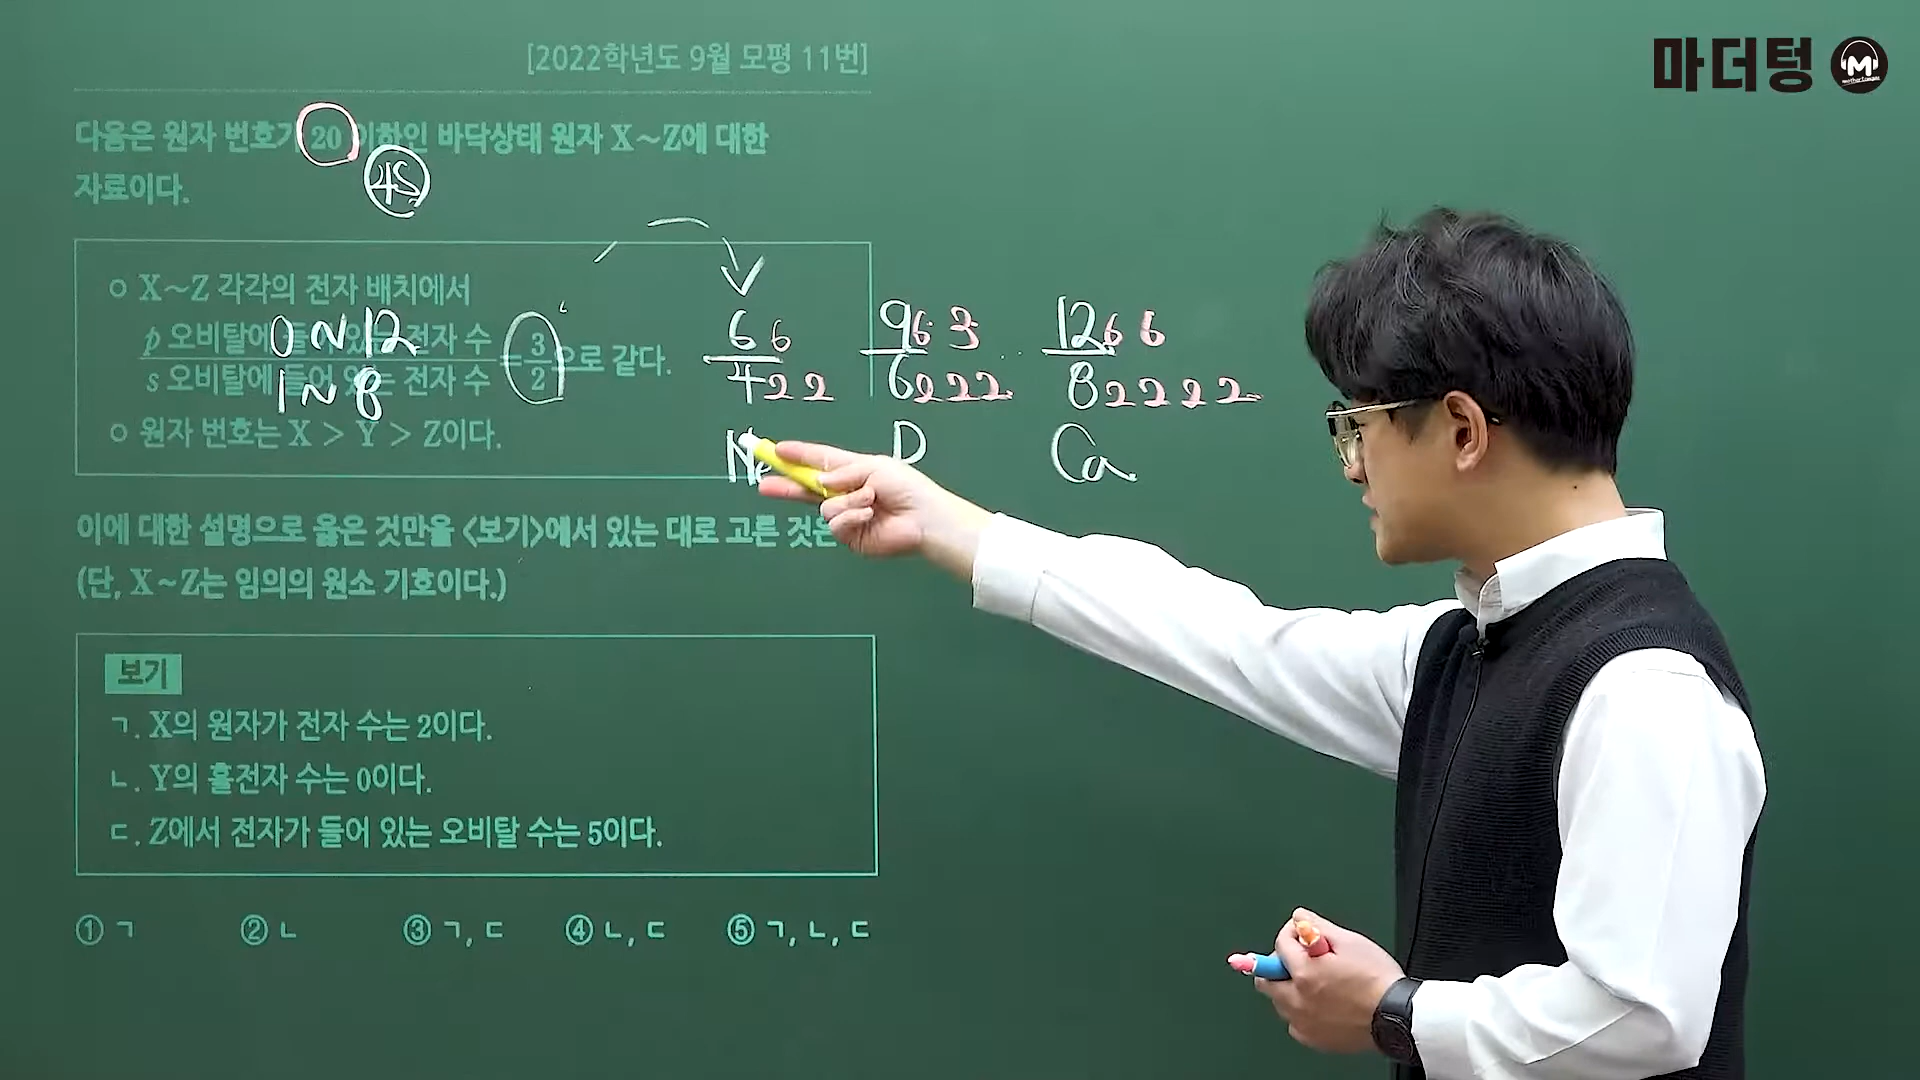 마더텅 M
[2022학년도 9월 모평 11번]
다음은 원자 번호가 20 이하인 바닥상태 원자 X~Z에 대한
4s
자료이다.
○ X~Z 각각의 전자 배치에서
p 오비탈에 들어 있는 전자 수
s 오비탈에 들어 있는 전자 수
= 3/2 으로 같다.
0~12
1~8
○ 원자 번호는 X > Y > Z이다.
6 6
4 2 2
9 6 3
6 2 2 2
12 6 6
8 2 2 2 2
P
Ca
이에 대한 설명으로 옳은 것만을 <보기>에서 있는 대로 고른 것은
(단, X~Z는 임의의 원소 기호이다.)
보기
ㄱ. X의 원자가 전자 수는 2이다.
ㄴ. Y의 홀전자 수는 0이다.
ㄷ. Z에서 전자가 들어 있는 오비탈 수는 5이다.
① ㄱ ② ㄴ ③ ㄱ, ㄷ ④ ㄴ, ㄷ ⑤ ㄱ, ㄴ, ㄷ